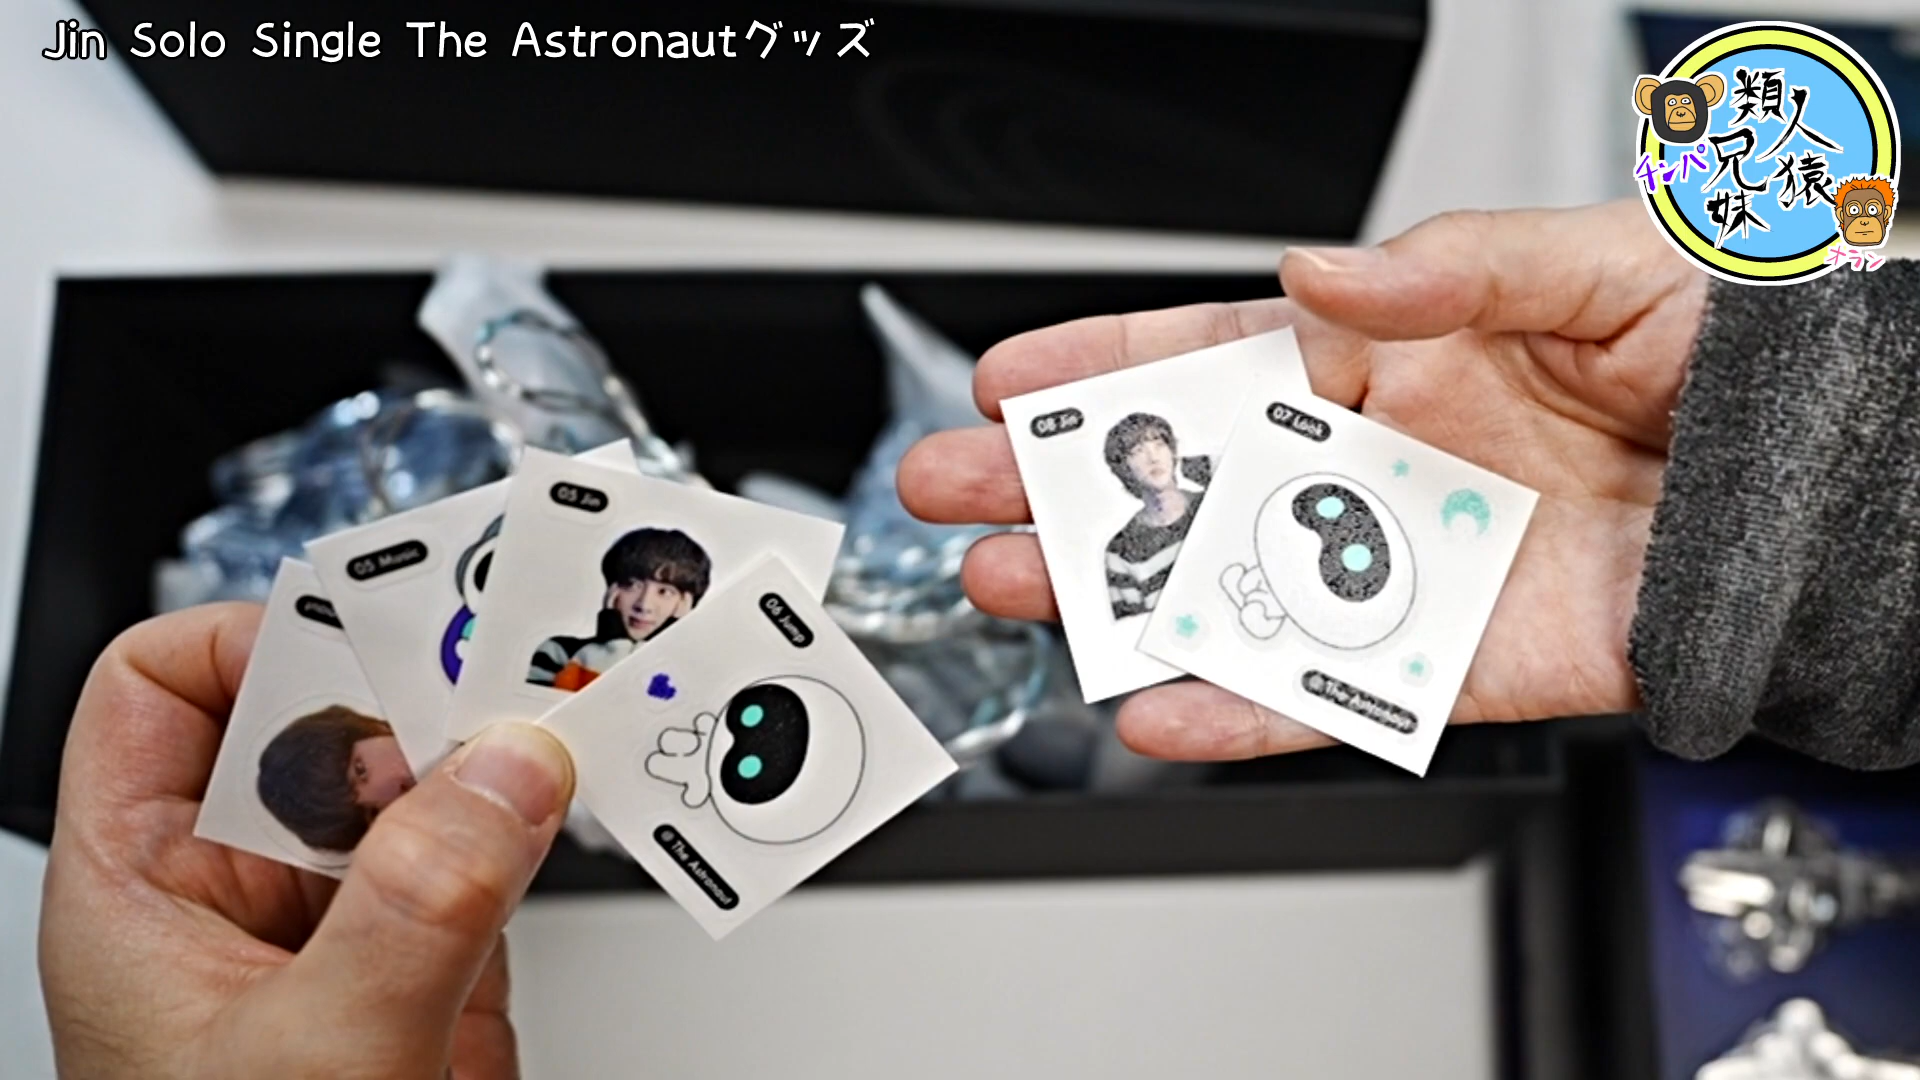 Jin Solo Single The Astronautグッズ
類人猿
兄妹
チンパ
オラン
08 Jin
07 Look
@The Astronaut
05 Jin
05 Music
06 Jump
@ The Astronaut